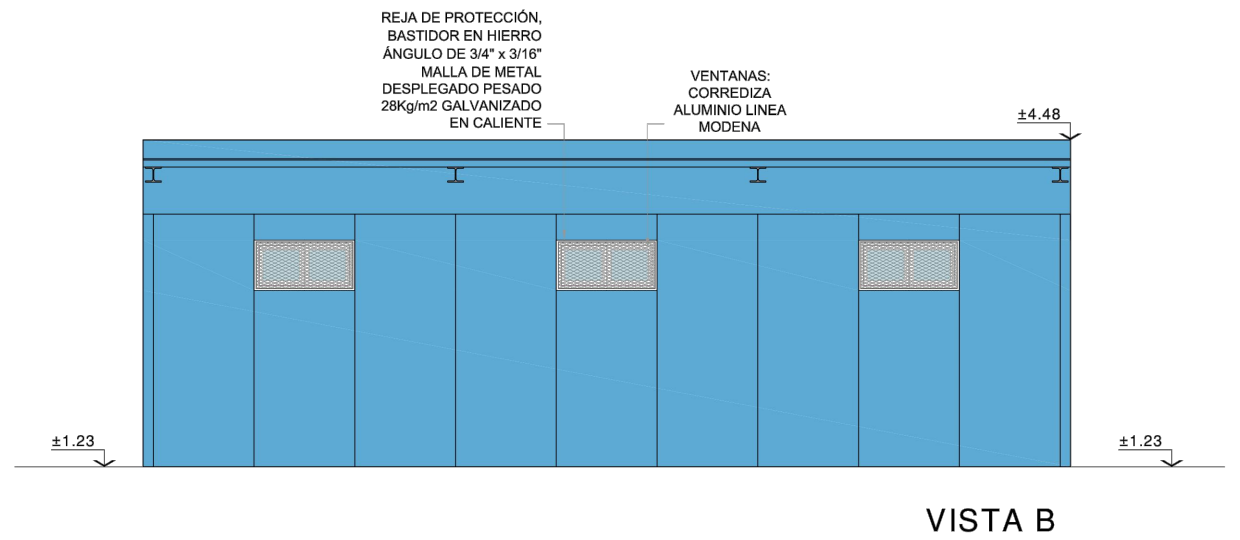 REJA DE PROTECCIÓN,
BASTIDOR EN HIERRO
ÁNGULO DE 3/4" x 3/16"
MALLA DE METAL
DESPLEGADO PESADO
28Kg/m2 GALVANIZADO
EN CALIENTE
VENTANAS:
CORREDIZA
ALUMINIO LINEA
MODENA
±4.48
±1.23
±1.23
VISTA B